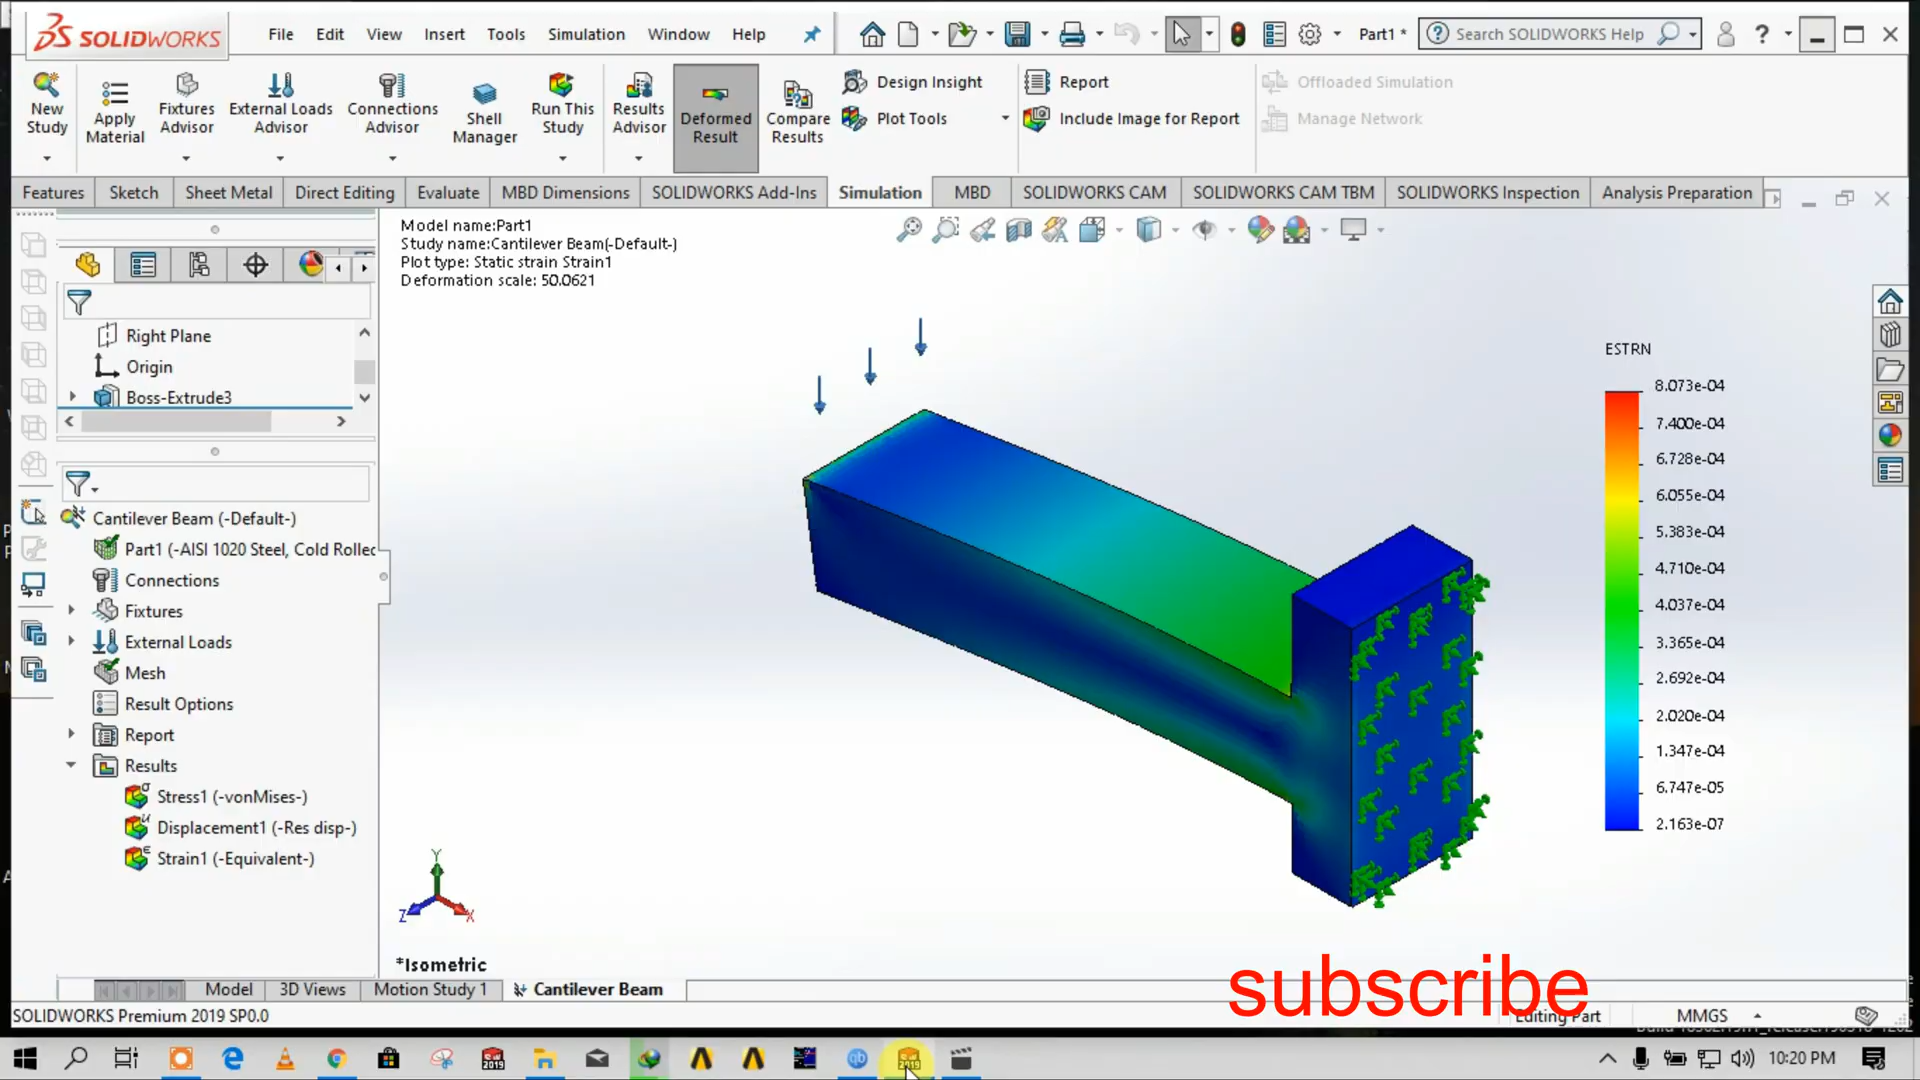 SOLIDWORKS
File Edit View Insert Tools Simulation Window Help
Part1 *
Search SOLIDWORKS Help
New Study
Apply Material
Fixtures Advisor
External Loads Advisor
Connections Advisor
Shell Manager
Run This Study
Results Advisor
Deformed Result
Compare Results
Design Insight
Plot Tools
Report
Include Image for Report
Offloaded Simulation
Manage Network
Features Sketch Sheet Metal Direct Editing Evaluate MBD Dimensions SOLIDWORKS Add-Ins Simulation MBD SOLIDWORKS CAM SOLIDWORKS CAM TBM SOLIDWORKS Inspection Analysis Preparation
Model name:Part1
Study name:Cantilever Beam(-Default-)
Plot type: Static strain Strain1
Deformation scale: 50.0621
Right Plane
Origin
Boss-Extrude3
Cantilever Beam (-Default-)
Part1 (-AISI 1020 Steel, Cold Rolled
Connections
Fixtures
External Loads
Mesh
Result Options
Report
Results
Stress1 (-vonMises-)
Displacement1 (-Res disp-)
Strain1 (-Equivalent-)
ESTRN
8.073e-04
7.400e-04
6.728e-04
6.055e-04
5.383e-04
4.710e-04
4.037e-04
3.365e-04
2.692e-04
2.020e-04
1.347e-04
6.747e-05
2.163e-07
Y
Z
X
*Isometric
subscribe
Model 3D Views Motion Study 1 Cantilever Beam
SOLIDWORKS Premium 2019 SP0.0
Editing Part
MMGS
2019
qb
2019
10:20 PM